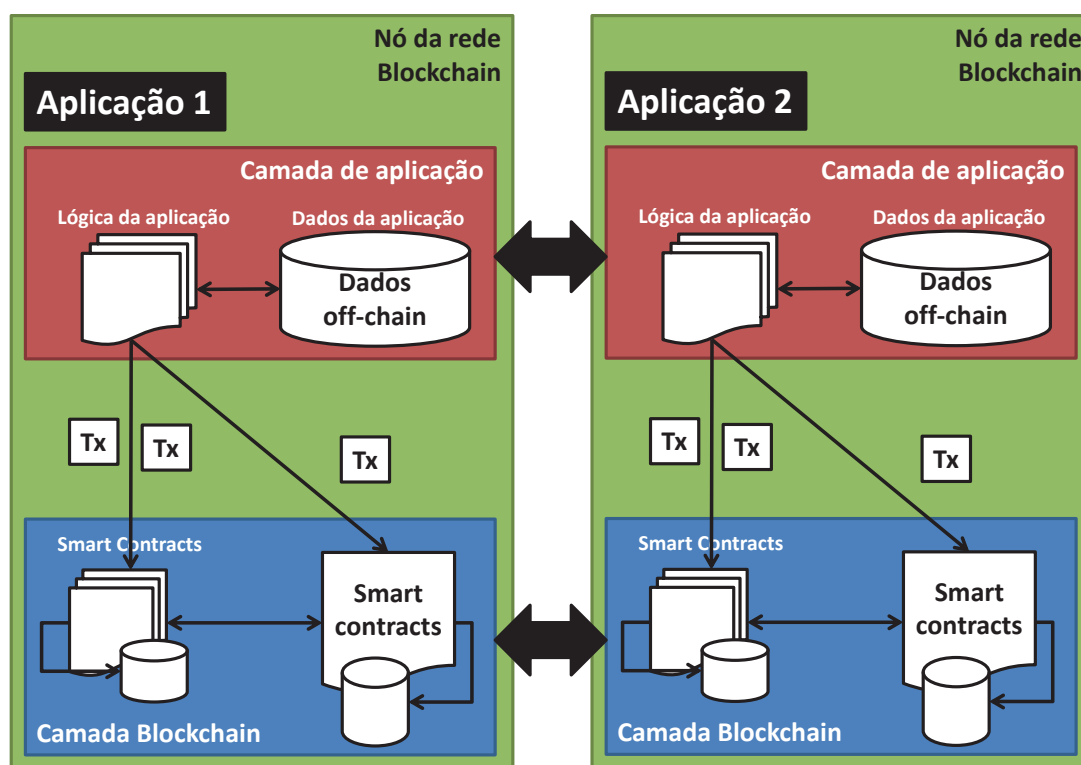 Nó da rede
Blockchain
Aplicação 1
Camada de aplicação
Lógica da aplicação
Dados da aplicação
Dados
off-chain
Tx
Tx
Tx
Smart Contracts
Smart
contracts
Camada Blockchain
Nó da rede
Blockchain
Aplicação 2
Camada de aplicação
Lógica da aplicação
Dados da aplicação
Dados
off-chain
Tx
Tx
Tx
Smart Contracts
Smart
contracts
Camada Blockchain